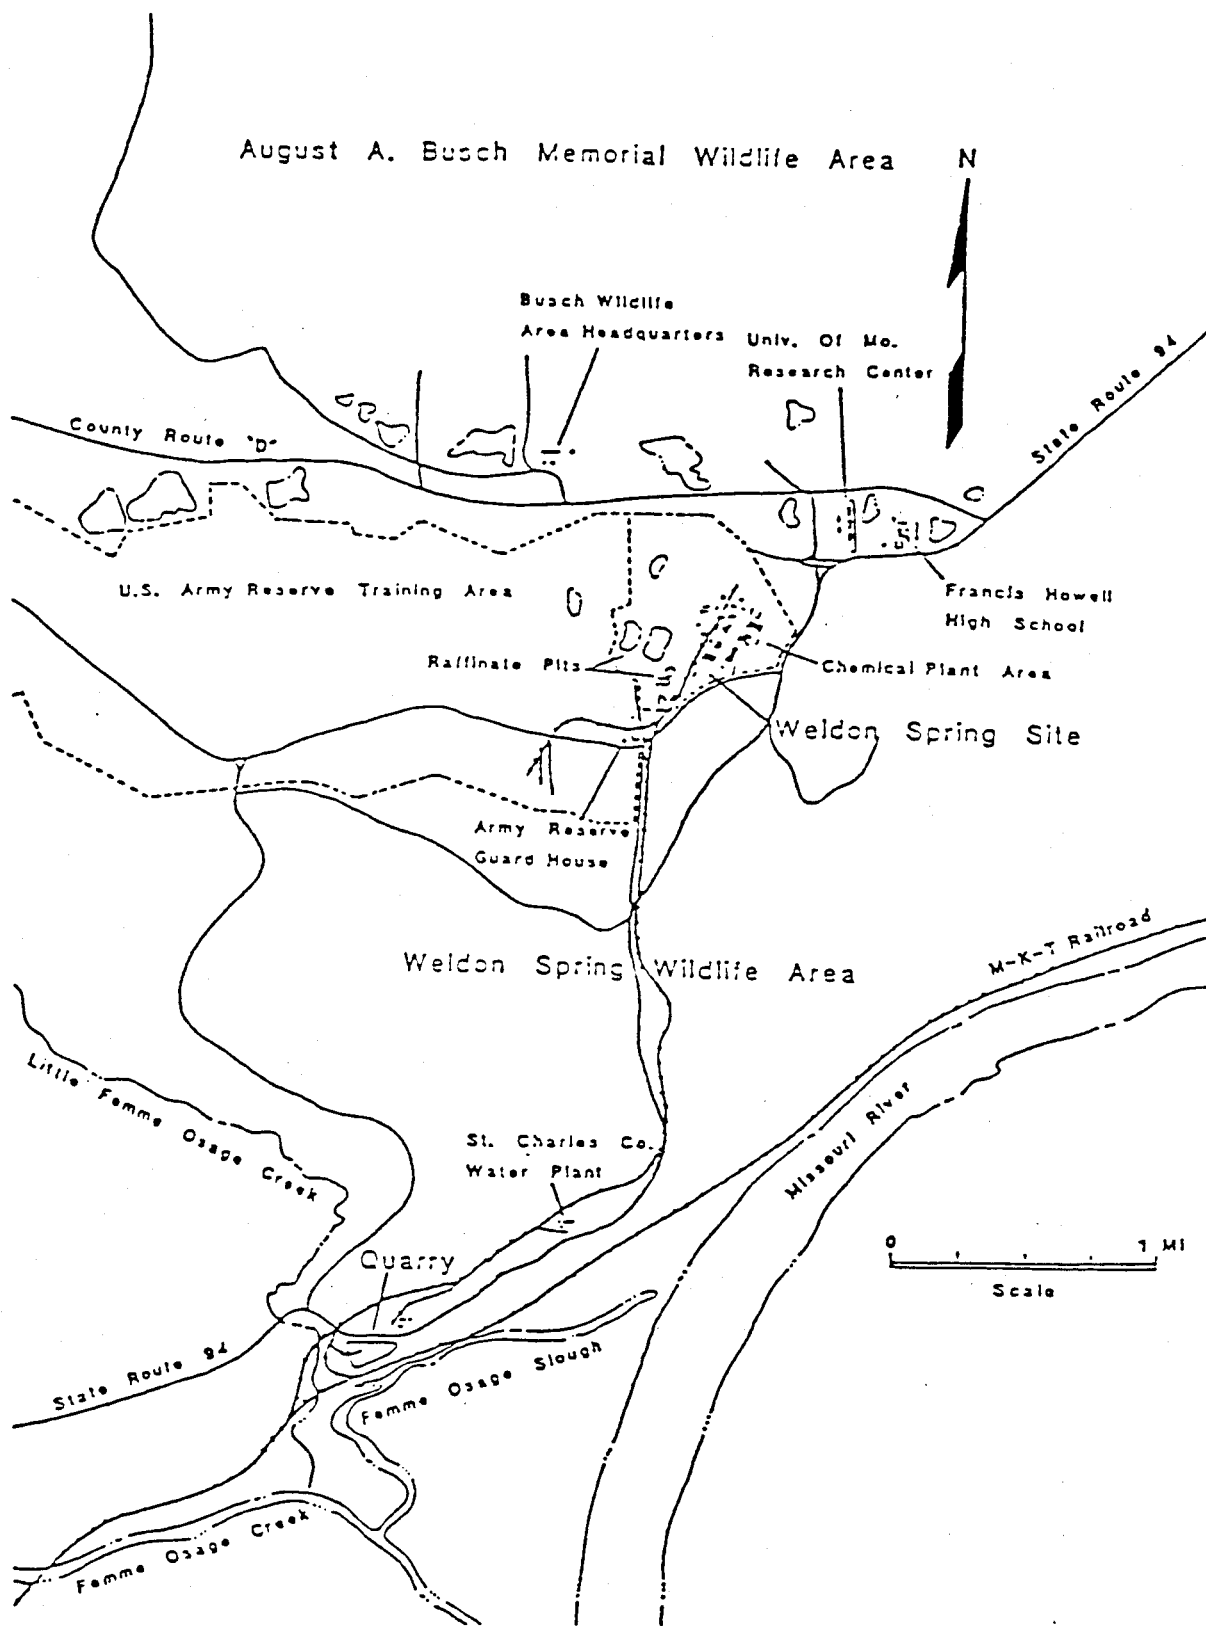 August A. Busch Memorial Wildlife Area
N
Busch Wildlife
Area Headquarters
Univ. Of Mo.
Research Center
State Route 94
County Route "D"
U.S. Army Reserve Training Area
Francis Howell
High School
Raffinate Pits
Chemical Plant Area
Weldon Spring Site
Army Reserve
Guard House
Weldon Spring Wildlife Area
M-K-T Railroad
Little Femme Osage Creek
St. Charles Co.
Water Plant
Missouri River
Quarry
0 1 MI
Scale
State Route 94
Femme Osage Slough
Femme Osage Creek